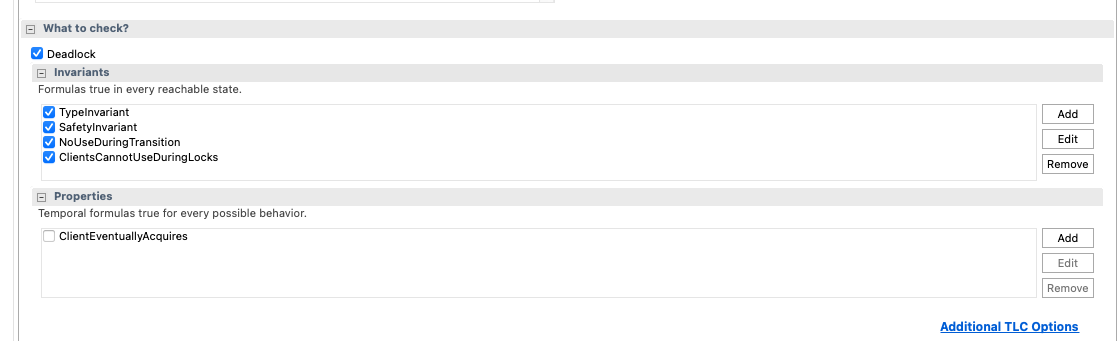 What to check?
Deadlock
Invariants
Formulas true in every reachable state.
TypeInvariant
SafetyInvariant
NoUseDuringTransition
ClientsCannotUseDuringLocks
Add
Edit
Remove
Properties
Temporal formulas true for every possible behavior.
ClientEventuallyAcquires
Add
Edit
Remove
Additional TLC Options